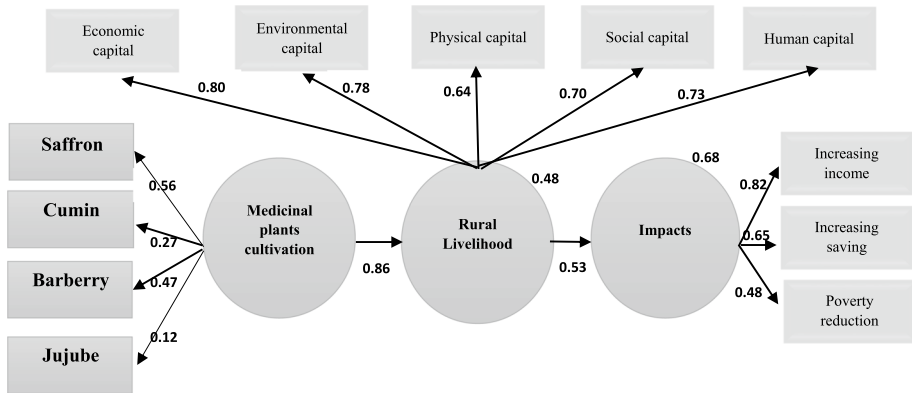 Economic
capital
Environmental
capital
Physical capital
Social capital
Human capital
0.80
0.78
0.64
0.70
0.73
Saffron
Cumin
Barberry
Jujube
0.56
0.27
0.47
0.12
Medicinal
plants
cultivation
0.86
Rural
Livelihood
0.48
0.53
Impacts
0.68
0.82
0.65
0.48
Increasing
income
Increasing
saving
Poverty
reduction